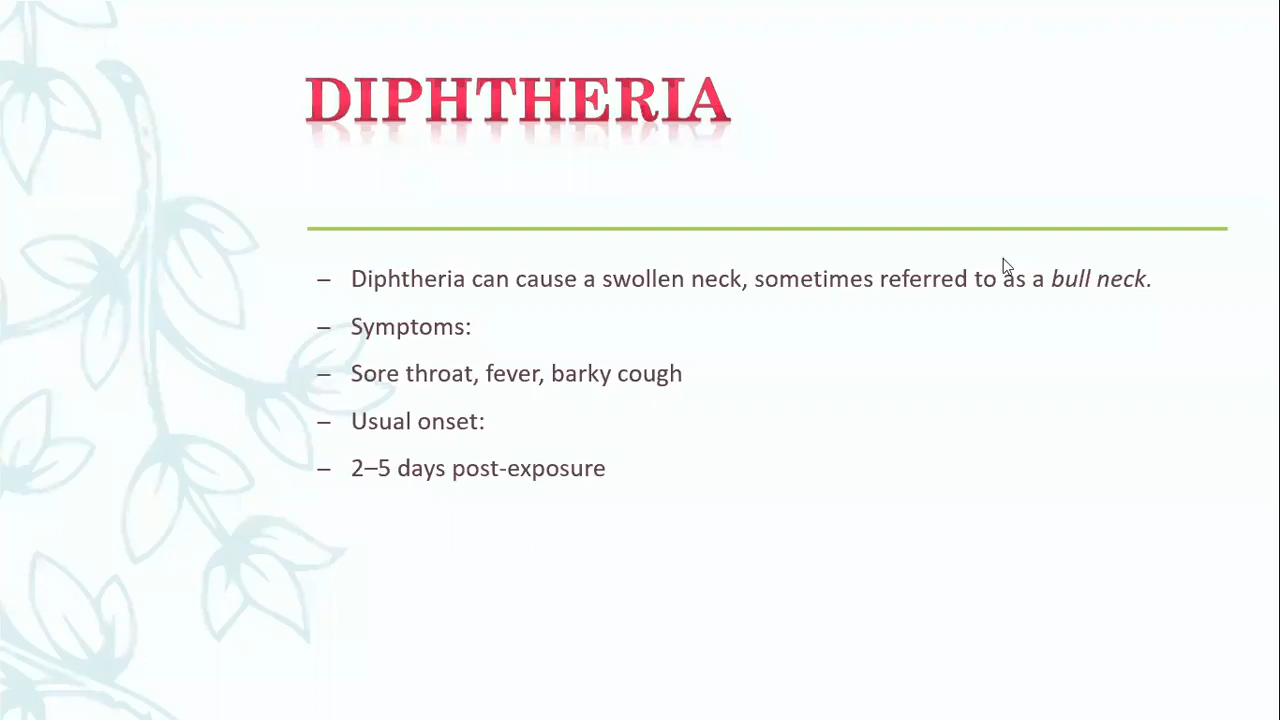 DIPHTHERIA
– Diphtheria can cause a swollen neck, sometimes referred to as a bull neck.
– Symptoms:
– Sore throat, fever, barky cough
– Usual onset:
– 2–5 days post-exposure